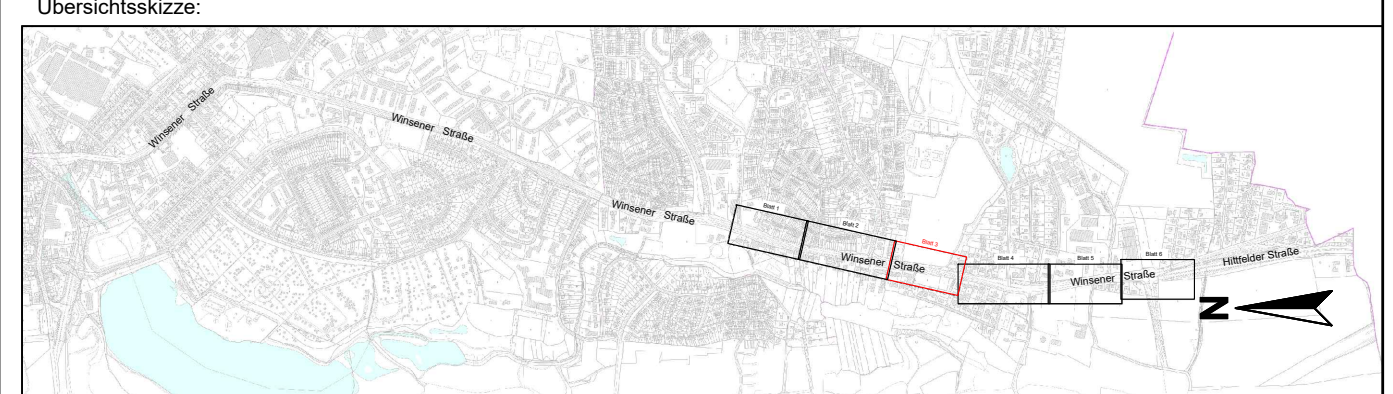 Übersichtsskizze:
Winsener Straße
Winsener Straße
Winsener Straße
Blatt 1
Blatt 2
Blatt 3
Winsener Straße
Blatt 4
Blatt 5
Blatt 6
Winsener Straße
Hittfelder Straße
N